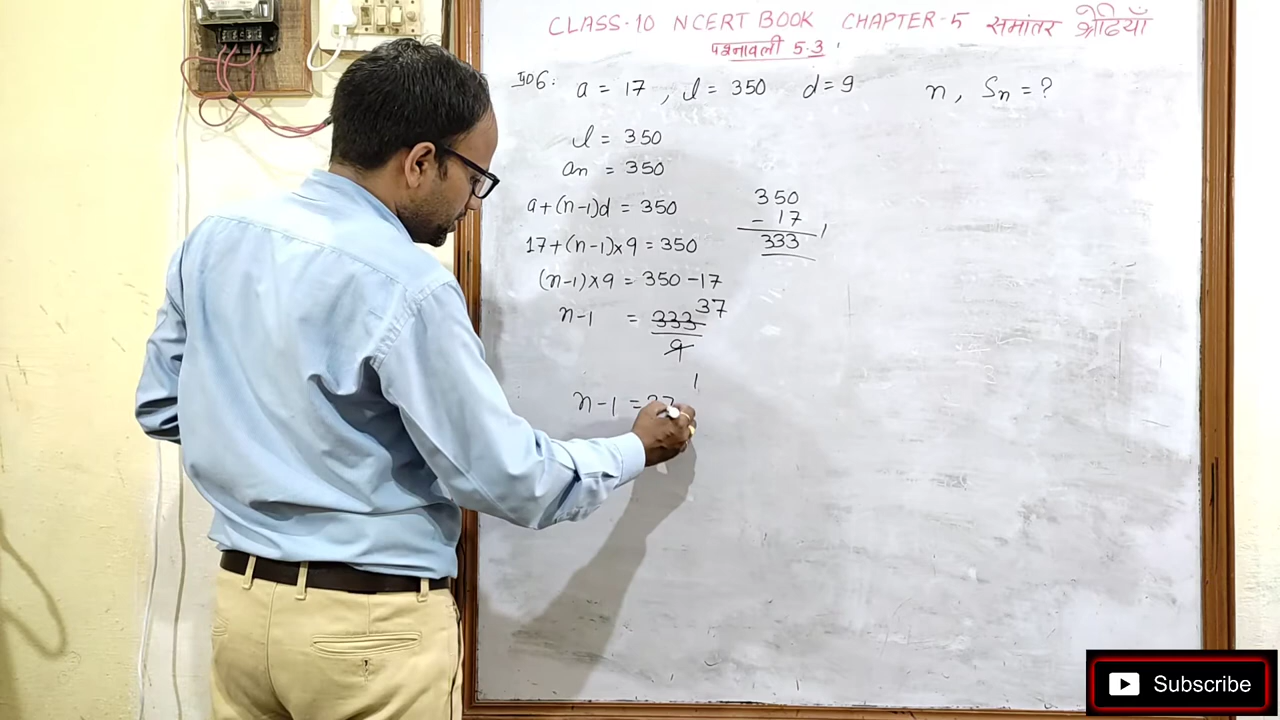 CLASS-10 NCERT BOOK CHAPTER-5 समांतर श्रेढियाँ
प्रश्नावली 5.3
प्र06: a = 17, l = 350 d = 9 n, Sn = ?
l = 350
an = 350
a+(n-1)d = 350
17+(n-1)×9 = 350
(n-1)×9 = 350-17
n-1 = 333 37
9
1
n-1 = 37
350
- 17
333
Subscribe